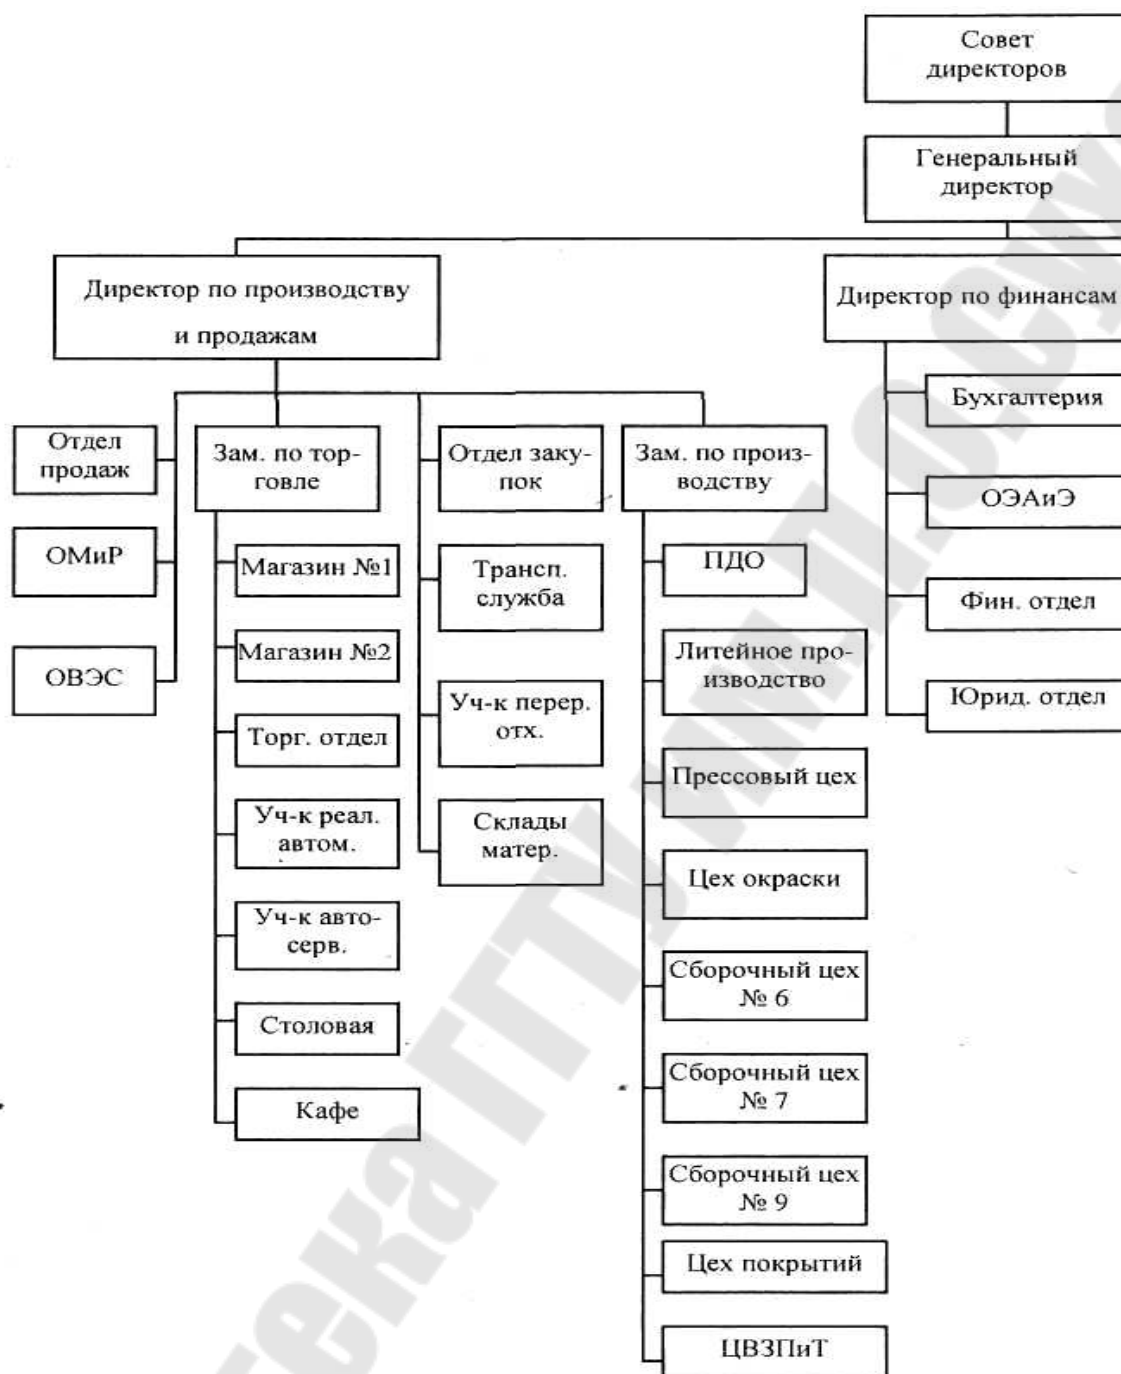 Совет
директоров
Генеральный
директор
Директор по производству
и продажам
Директор по финансам
Отдел
продаж
ОМиР
ОВЭС
Зам. по тор-
говле
Магазин №1
Магазин №2
Торг. отдел
Уч-к реал.
автом.
Уч-к авто-
серв.
Столовая
Кафе
Отдел заку-
пок
Трансп.
служба
Уч-к перер.
отх.
Склады
матер.
Зам. по произ-
водству
ПДО
Литейное про-
изводство
Прессовый цех
Цех окраски
Сборочный цех
№ 6
Сборочный цех
№ 7
Сборочный цех
№ 9
Цех покрытий
ЦВЗПиТ
Бухгалтерия
ОЭАиЭ
Фин. отдел
Юрид. отдел
тека ГГТУ им. П.О.Сухо